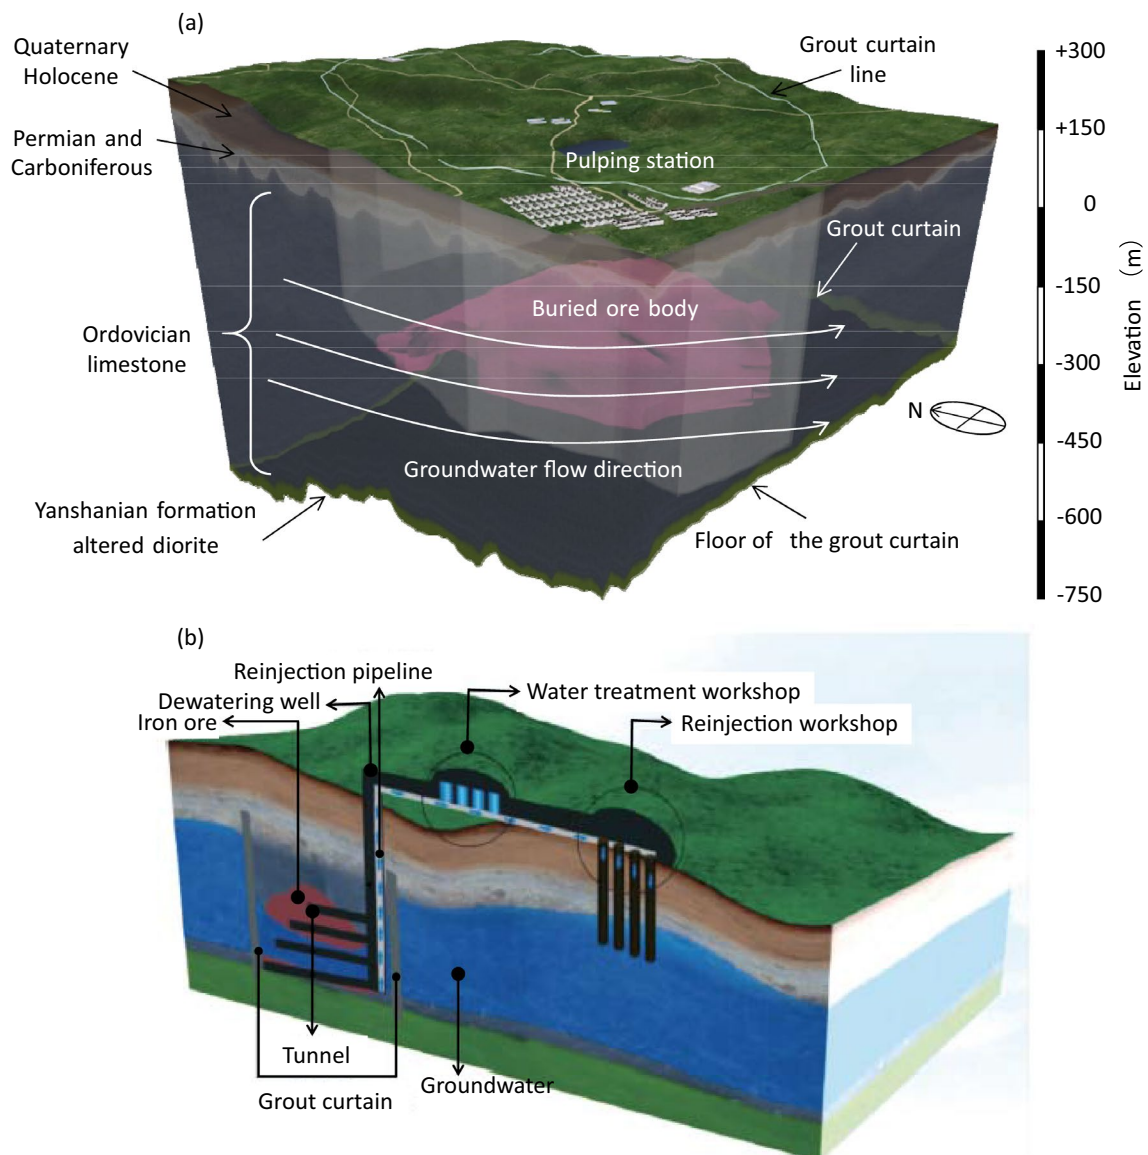 (a)
Quaternary
Holocene
Permian and
Carboniferous
Grout curtain
line
Pulping station
Grout curtain
Buried ore body
Ordovician
limestone
N
Groundwater flow direction
Yanshanian formation
altered diorite
Floor of the grout curtain
+300
+150
0
-150
-300
-450
-600
-750
Elevation (m)
(b)
Reinjection pipeline
Dewatering well
Iron ore
Water treatment workshop
Reinjection workshop
Tunnel
Grout curtain
Groundwater